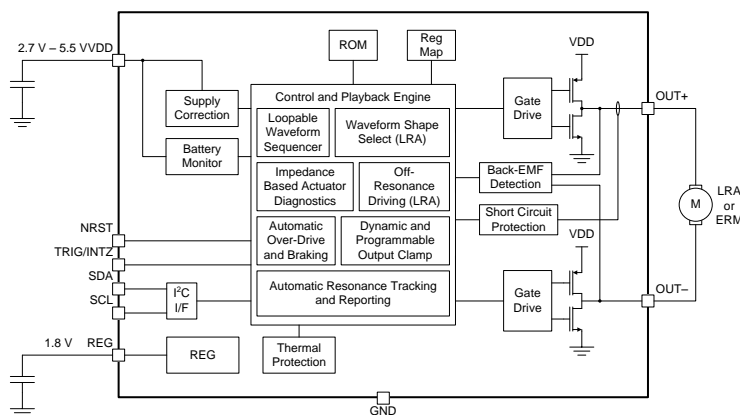 2.7 V – 5.5 VVDD
ROM
Reg
Map
VDD
OUT+
Supply
Correction
Battery
Monitor
Control and Playback Engine
Loopable
Waveform
Sequencer
Waveform Shape
Select (LRA)
Impedance
Based Actuator
Diagnostics
Off-
Resonance
Driving (LRA)
Automatic
Over-Drive
and Braking
Dynamic and
Programmable
Output Clamp
Automatic Resonance Tracking
and Reporting
Gate
Drive
Back-EMF
Detection
Short Circuit
Protection
M
LRA
or
ERM
NRST
TRIG/INTZ
SDA
SCL
I²C
I/F
VDD
Gate
Drive
OUT–
1.8 V
REG
REG
Thermal
Protection
GND